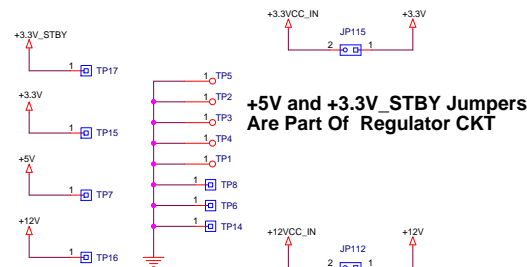 +3.3VCC_IN +3.3V
JP115
2 1
+3.3V_STBY
1 TP17
+3.3V
1 TP15
+5V
1 TP7
+12V
1 TP16
1 TP5
1 TP2
1 TP3
1 TP4
1 TP1
1 TP8
1 TP6
1 TP14
+5V and +3.3V_STBY Jumpers
Are Part Of Regulator CKT
+12VCC_IN +12V
JP112
2 1